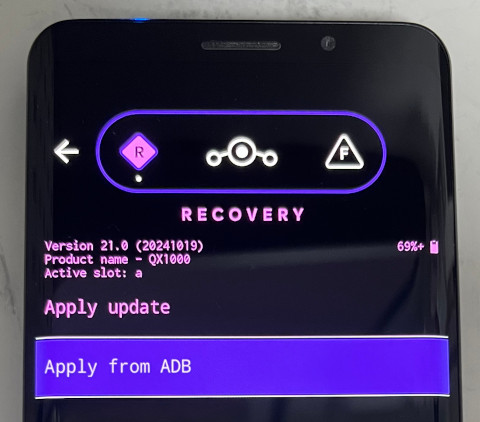 R
F
RECOVERY
Version 21.0 (20241019) 69%+
Product name - QX1000
Active slot: a
Apply update
Apply from ADB